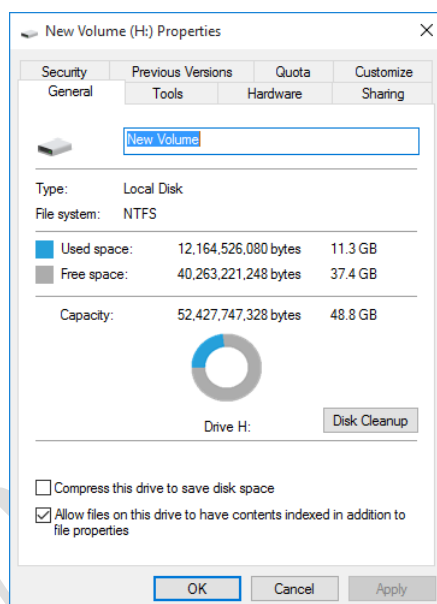 New Volume (H:) Properties
Security Previous Versions Quota Customize
General Tools Hardware Sharing
New Volume
Type: Local Disk
File system: NTFS
Used space: 12,164,526,080 bytes 11.3 GB
Free space: 40,263,221,248 bytes 37.4 GB
Capacity: 52,427,747,328 bytes 48.8 GB
Drive H: Disk Cleanup
Compress this drive to save disk space
Allow files on this drive to have contents indexed in addition to
file properties
OK Cancel Apply